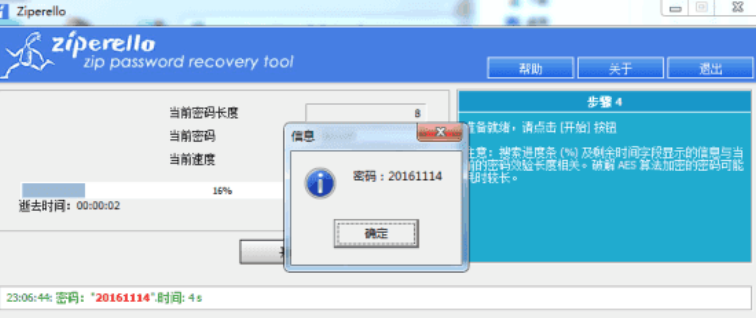 Ziperello
ziperello
zip password recovery tool
帮助
关于
退出
当前密码长度
8
当前密码
当前速度
16%
逝去时间: 00:00:02
信息
密码：20161114
确定
步骤 4
准备就绪，请点击 [开始] 按钮
注意：搜索进度条 (%) 及剩余时间字段显示的信息与当
前的密码效验长度相关。破解 AES 算法加密的密码可能
耗时较长。
23:06:44: 密码: "20161114".时间: 4 s